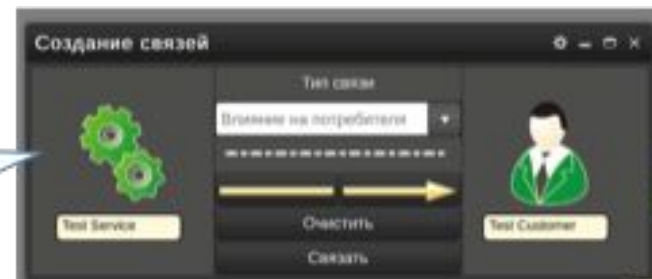 Создание связей
Тип связи
Влияние на потребителя
Test Service
Test Customer
Очистить
Связать